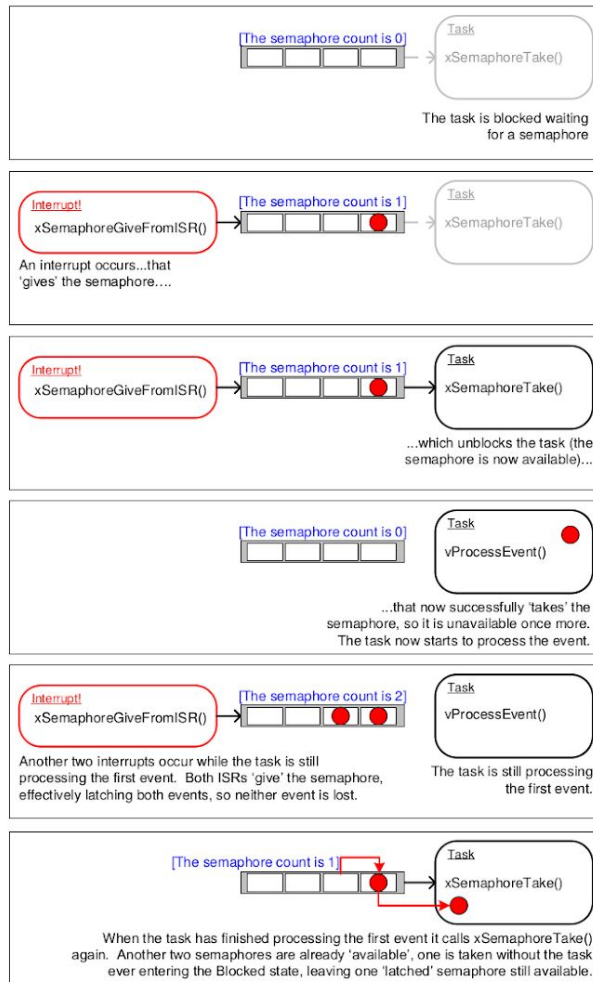 [The semaphore count is 0]
Task
xSemaphoreTake()
The task is blocked waiting
for a semaphore
Interrupt!
xSemaphoreGiveFromISR()
An interrupt occurs...that
‘gives’ the semaphore....
[The semaphore count is 1]
Task
xSemaphoreTake()
Interrupt!
xSemaphoreGiveFromISR()
[The semaphore count is 1]
Task
xSemaphoreTake()
...which unblocks the task (the
semaphore is now available)...
[The semaphore count is 0]
Task
vProcessEvent()
...that now successfully ‘takes’ the
semaphore, so it is unavailable once more.
The task now starts to process the event.
Interrupt!
xSemaphoreGiveFromISR()
[The semaphore count is 2]
Task
vProcessEvent()
Another two interrupts occur while the task is still
processing the first event.  Both ISRs ‘give’ the semaphore,
effectively latching both events, so neither event is lost.
The task is still processing
the first event.
[The semaphore count is 1]
Task
xSemaphoreTake()
When the task has finished processing the first event it calls xSemaphoreTake()
again.  Another two semaphores are already ‘available’, one is taken without the task
ever entering the Blocked state, leaving one ‘latched’ semaphore still available.